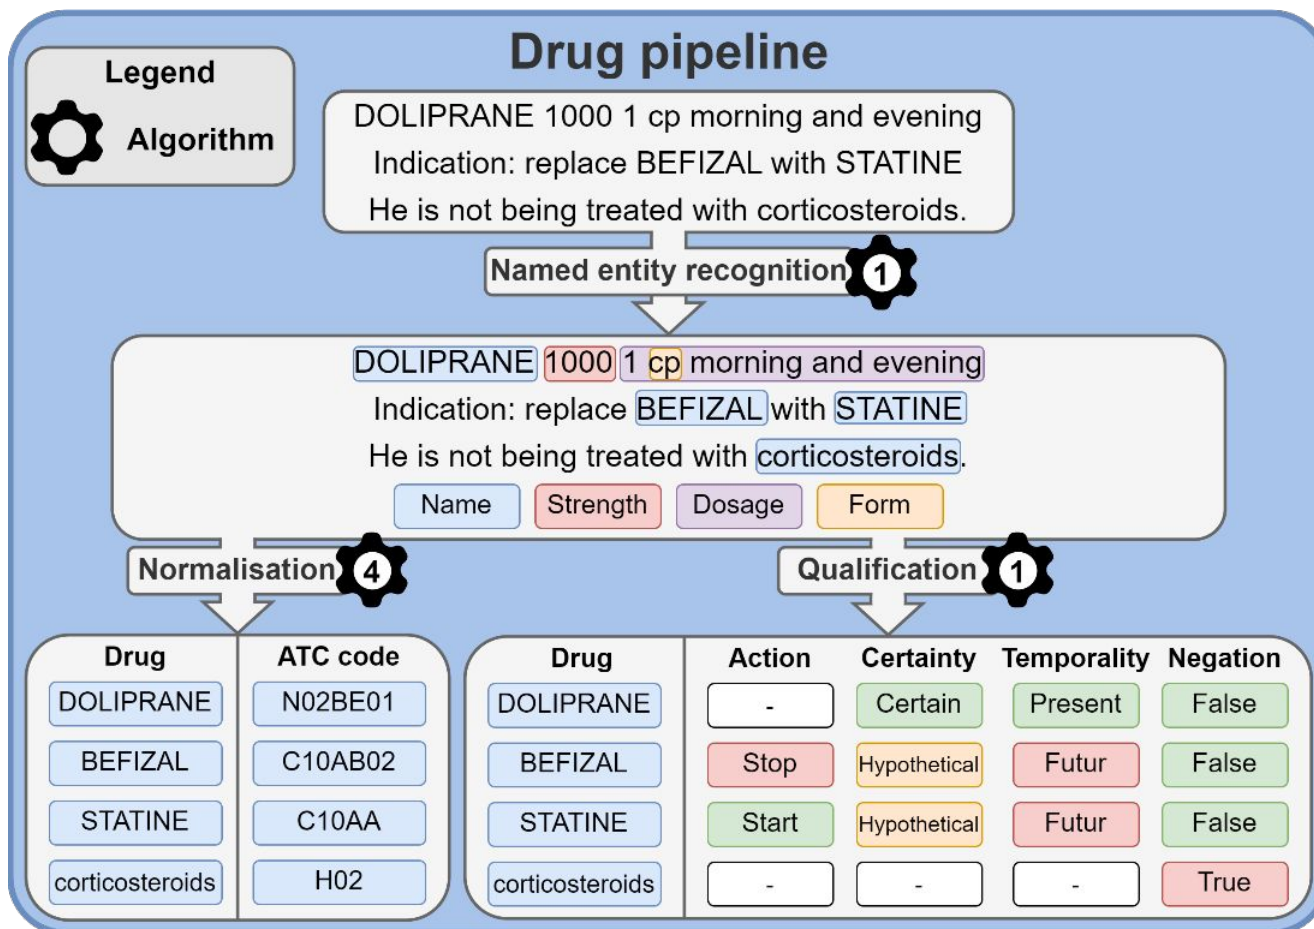 Drug pipeline
Legend
Algorithm
DOLIPRANE 1000 1 cp morning and evening
Indication: replace BEFIZAL with STATINE
He is not being treated with corticosteroids.
Named entity recognition 1
DOLIPRANE 1000 1 cp morning and evening
Indication: replace BEFIZAL with STATINE
He is not being treated with corticosteroids.
Name Strength Dosage Form
Normalisation 4
Qualification 1
Drug ATC code
DOLIPRANE N02BE01
BEFIZAL C10AB02
STATINE C10AA
corticosteroids H02
Drug Action Certainty Temporality Negation
DOLIPRANE - Certain Present False
BEFIZAL Stop Hypothetical Futur False
STATINE Start Hypothetical Futur False
corticosteroids - - - True